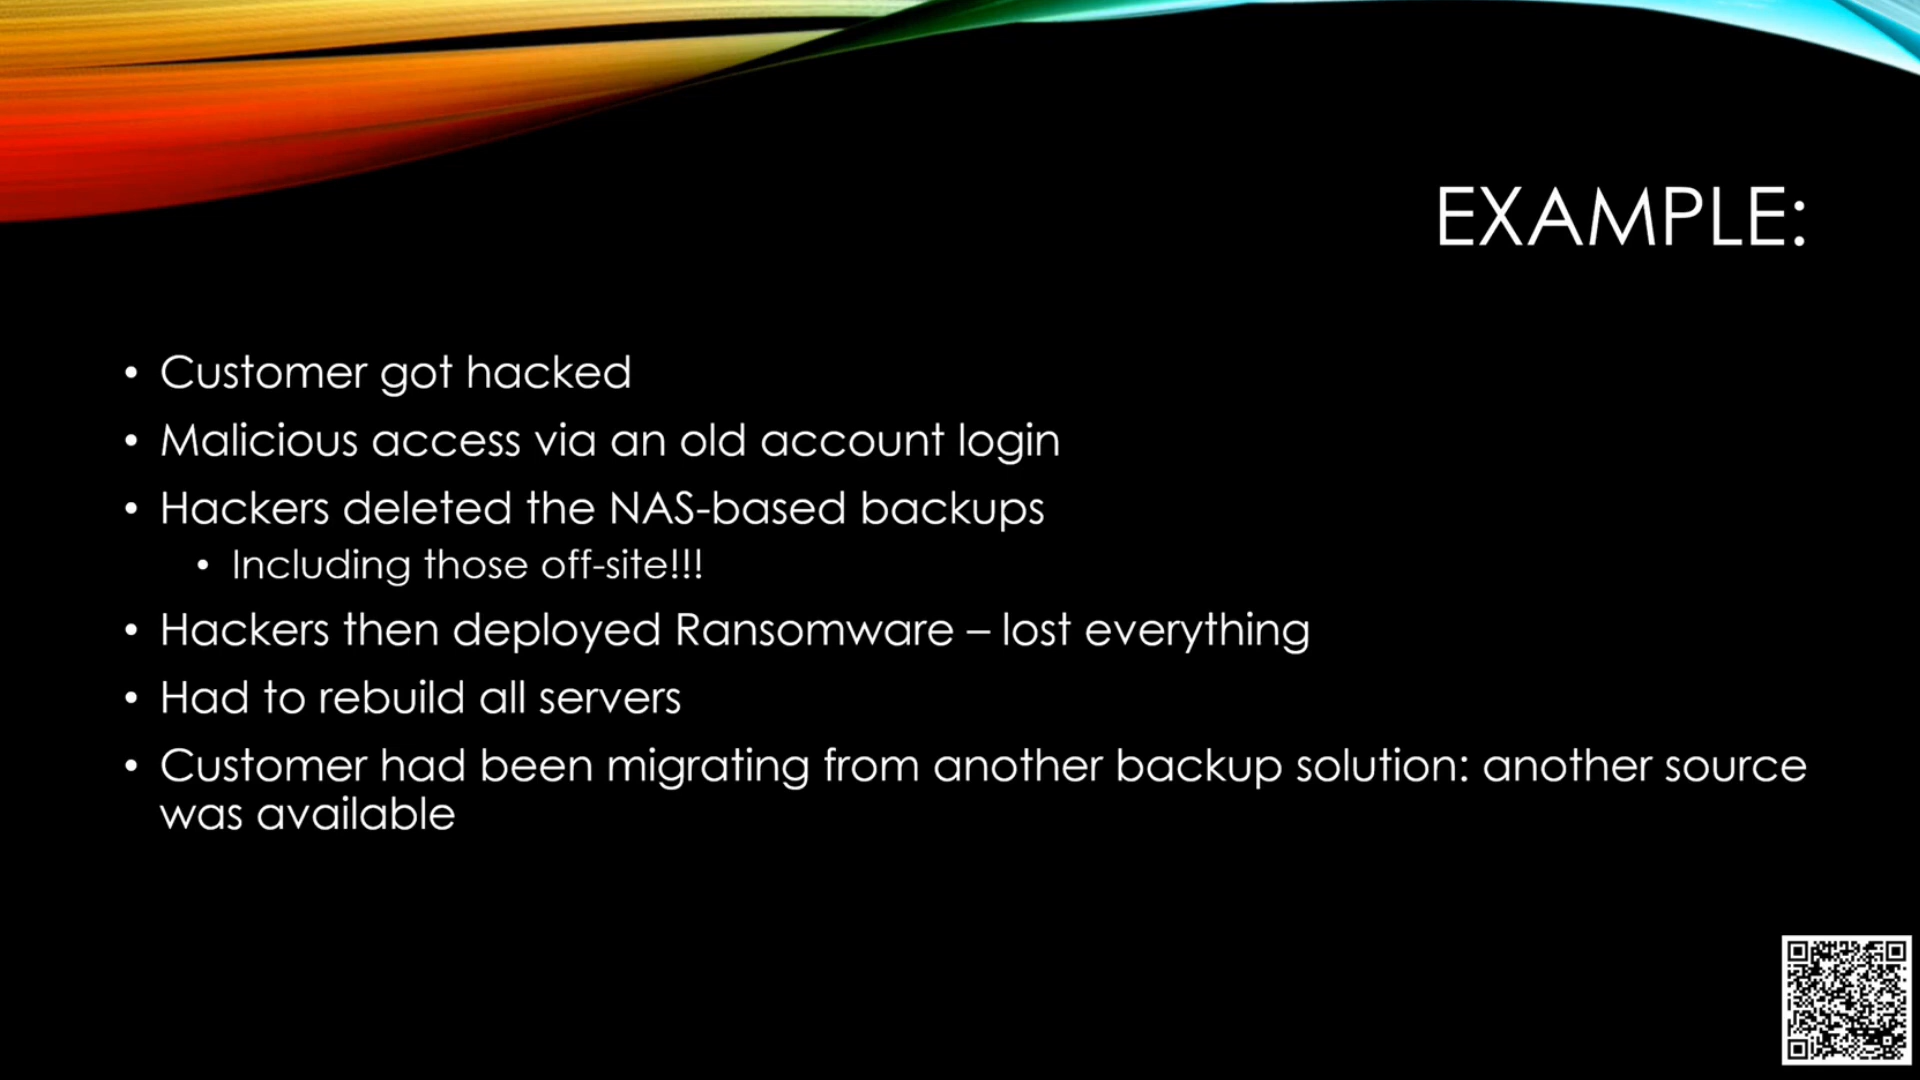 EXAMPLE:
• Customer got hacked
• Malicious access via an old account login
• Hackers deleted the NAS-based backups
• Including those off-site!!!
• Hackers then deployed Ransomware – lost everything
• Had to rebuild all servers
• Customer had been migrating from another backup solution: another source
was available